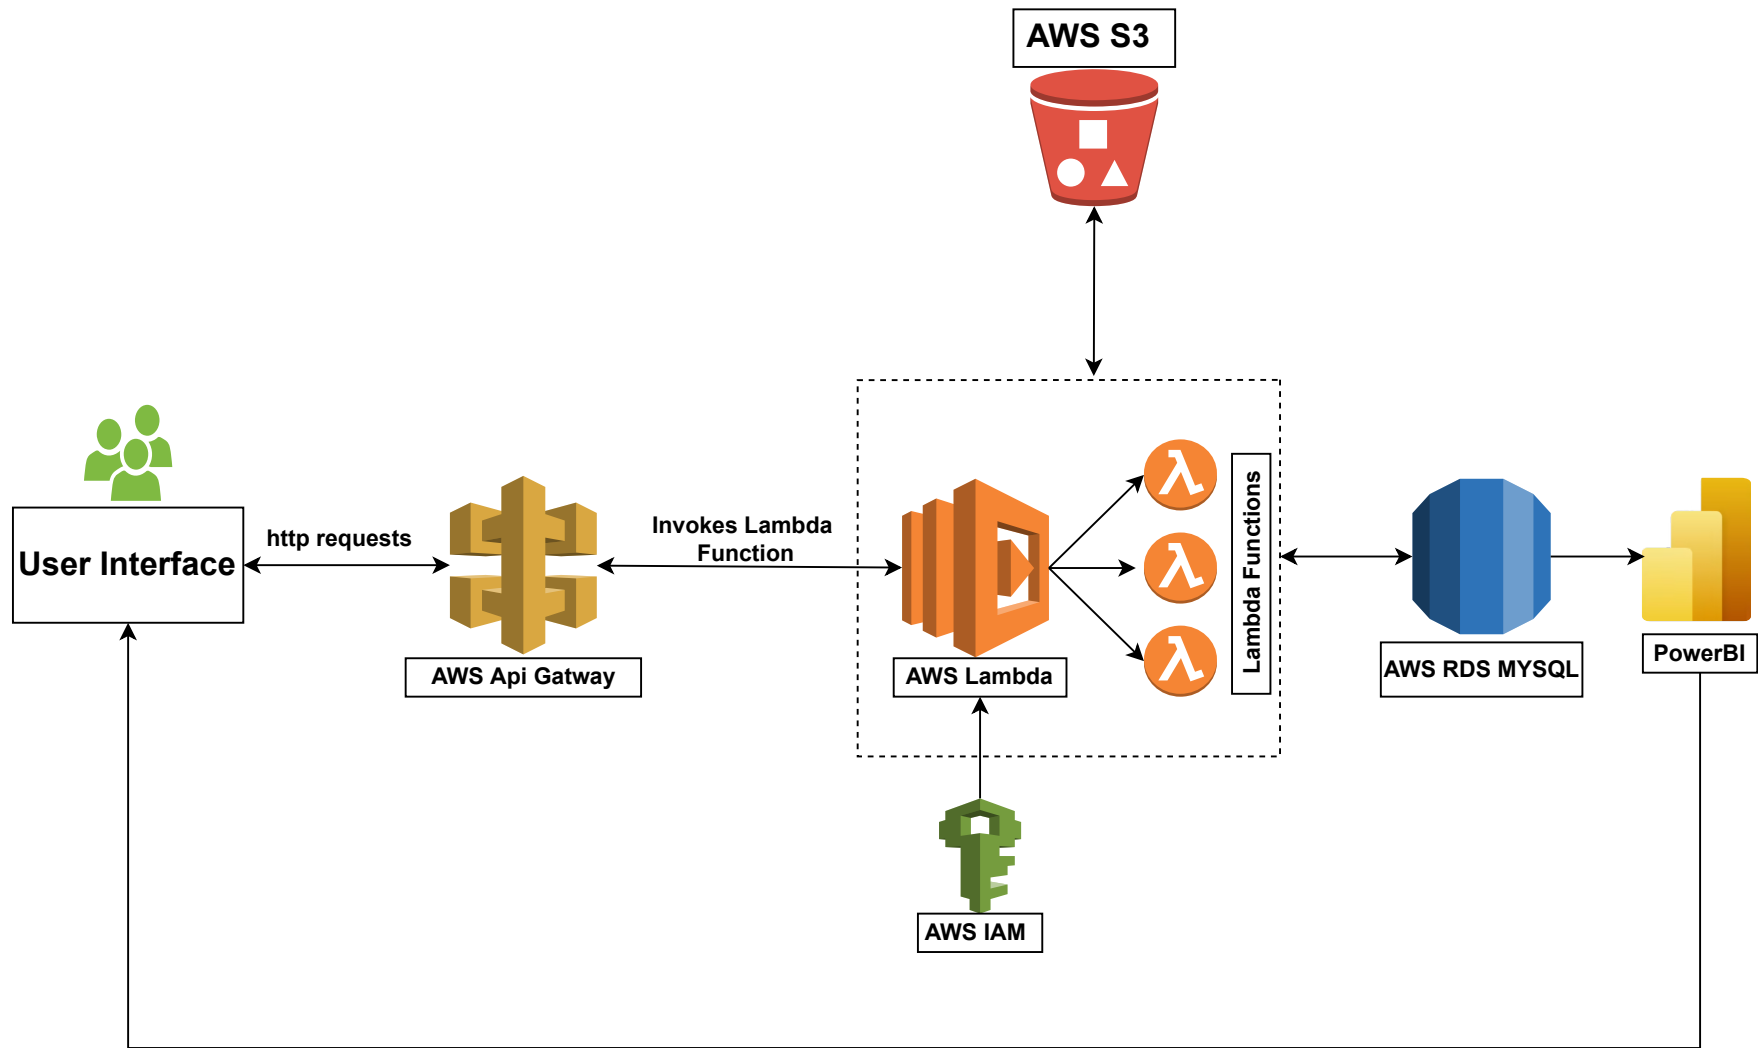 AWS S3
User Interface
http requests
AWS Api Gatway
Invokes Lambda
Function
AWS Lambda
Lambda Functions
AWS RDS MYSQL
PowerBI
AWS IAM